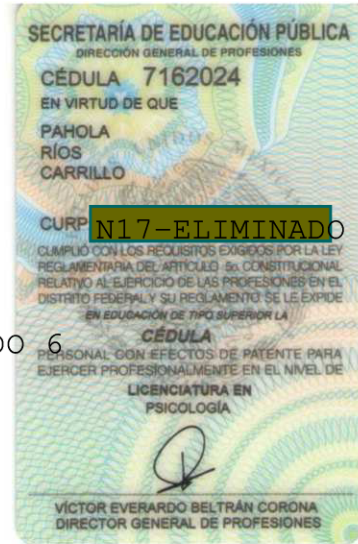 SECRETARÍA DE EDUCACIÓN PÚBLICA
DIRECCIÓN GENERAL DE PROFESIONES
CÉDULA 7162024
EN VIRTUD DE QUE
PAHOLA
RÍOS
CARRILLO
CURP N17-ELIMINADO
CUMPLIÓ CON LOS REQUISITOS EXIGIDOS POR LA LEY
REGLAMENTARIA DEL ARTÍCULO 5o. CONSTITUCIONAL
RELATIVO AL EJERCICIO DE LAS PROFESIONES EN EL
DISTRITO FEDERAL Y SU REGLAMENTO SE LE EXPIDE
EN EDUCACIÓN DE TIPO SUPERIOR LA
DO 6
CÉDULA
PERSONAL CON EFECTOS DE PATENTE PARA
EJERCER PROFESIONALMENTE EN EL NIVEL DE
LICENCIATURA EN
PSICOLOGÍA
VÍCTOR EVERARDO BELTRÁN CORONA
DIRECTOR GENERAL DE PROFESIONES